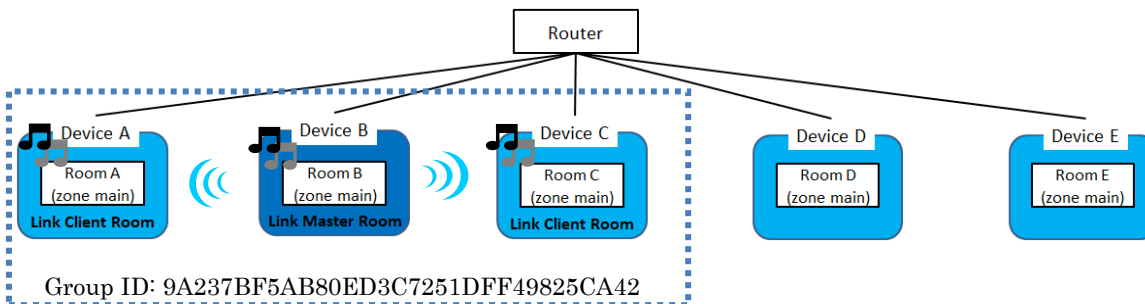 Router
Device A
Device B
Device C
Device D
Device E
Room A
(zone main)
Room B
(zone main)
Room C
(zone main)
Room D
(zone main)
Room E
(zone main)
Link Client Room
Link Master Room
Link Client Room
Group ID: 9A237BF5AB80ED3C7251DFF49825CA42